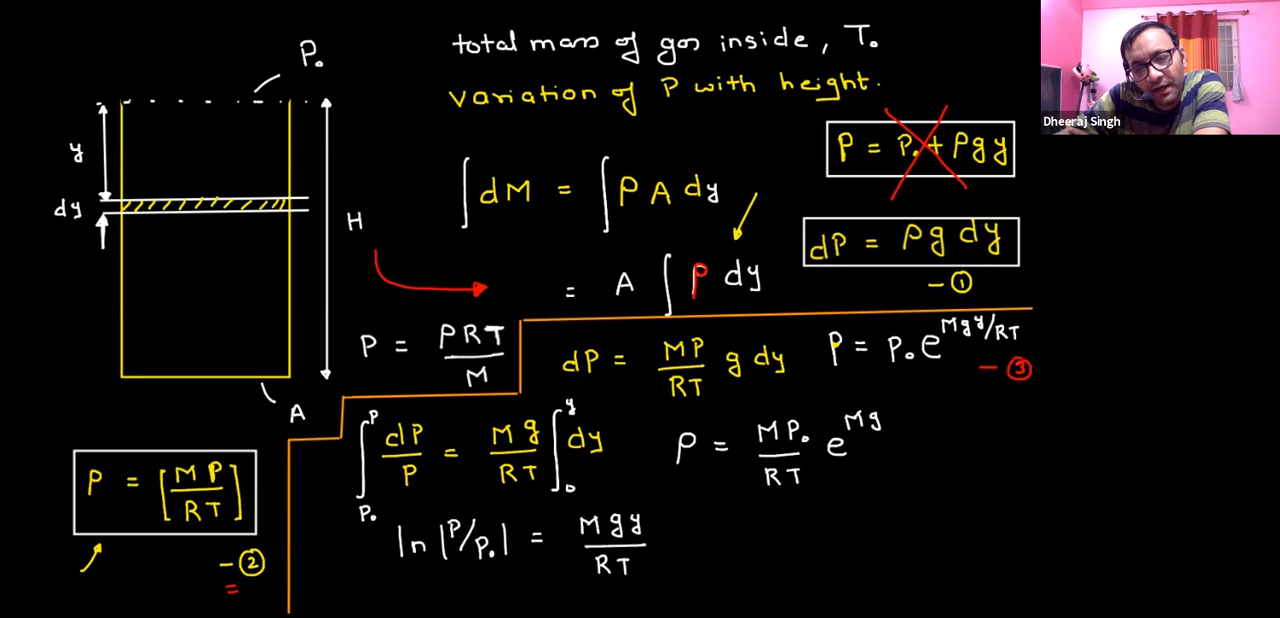 total mass of gas inside, T₀
variation of P with height.
P₀
y
dy
H
A
∫dM = ∫ρ A dy
= A ∫ρ dy
P = P₀ + ρgy
dP = ρg dy
- ①
P = ρRT/M
P = [MP/RT]
- ②
=
dP = MP/RT g dy
∫_{P₀}^{P} dP/P = Mg/RT ∫_{0}^{y} dy
ln |P/P₀| = Mgy/RT
P = P₀ e^{Mgy/RT}
- ③
ρ = MP₀/RT e^{Mg}
Dheeraj Singh